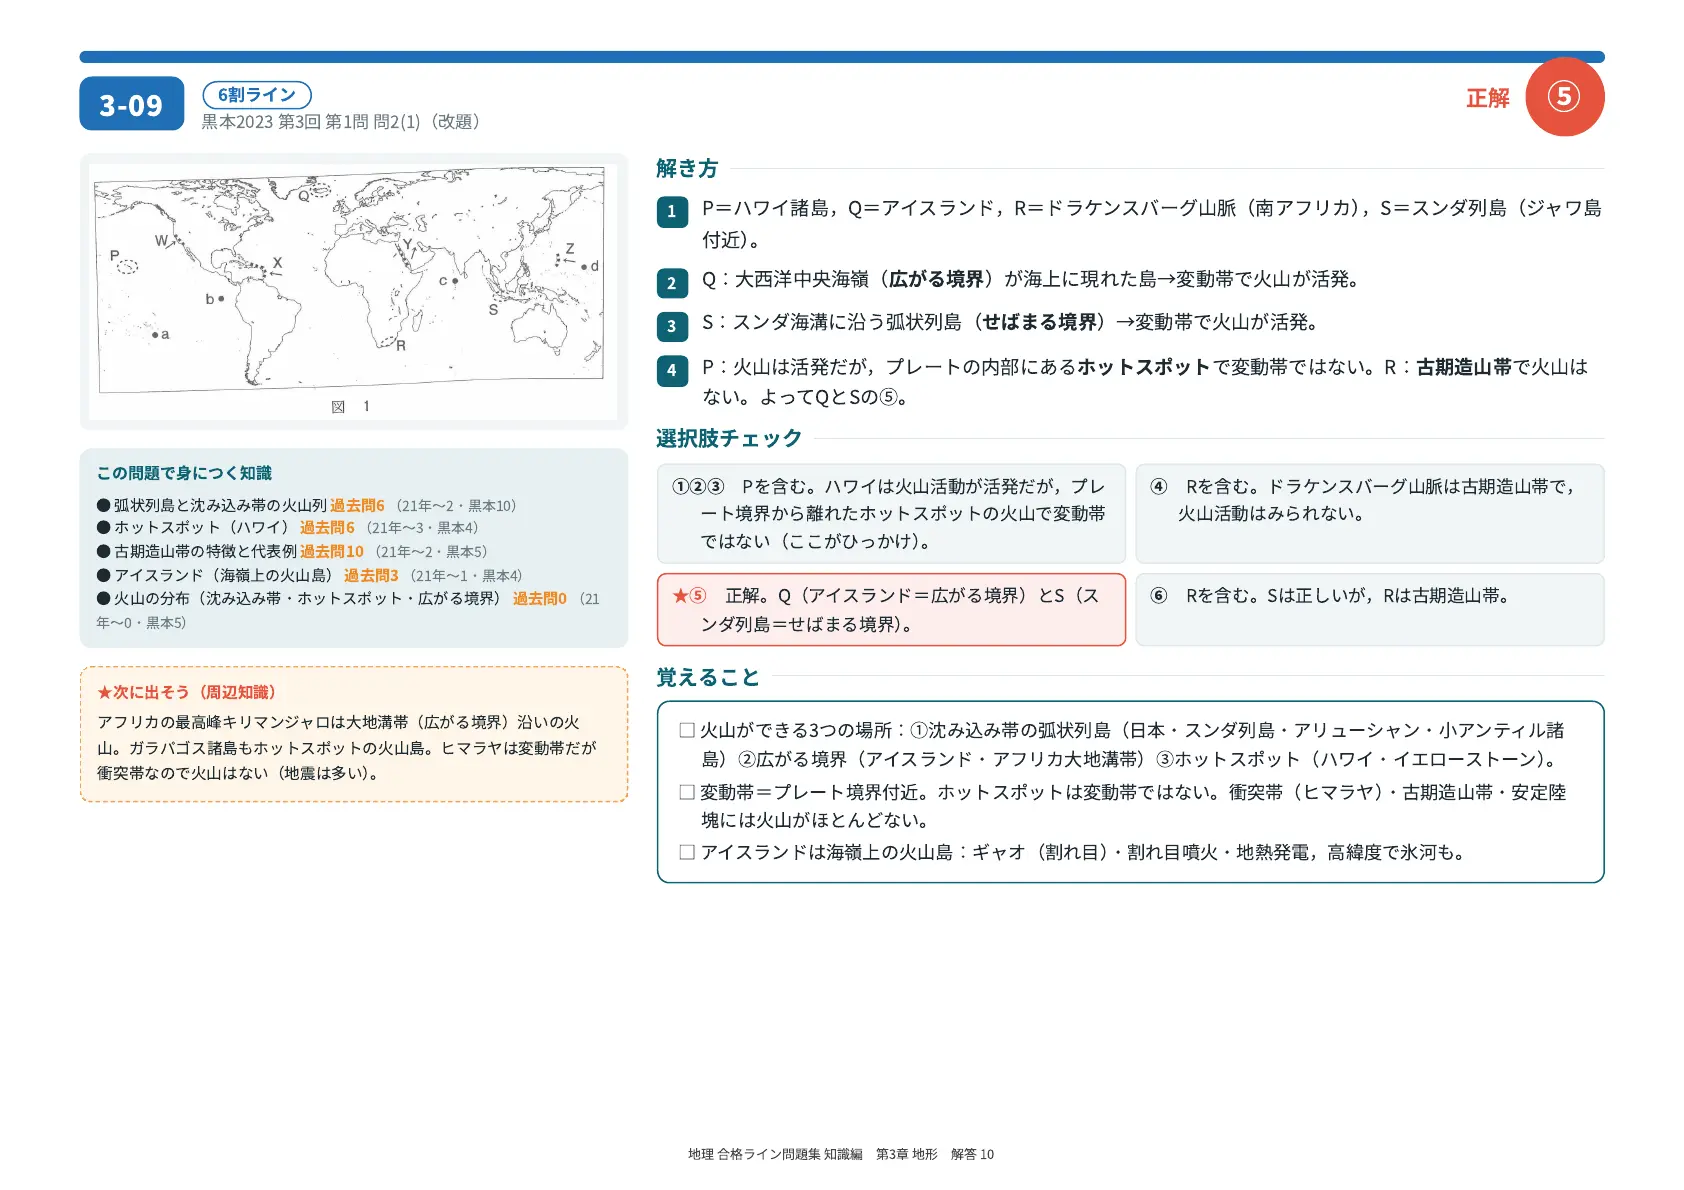 3-09
6割ライン
黒本2023 第3回 第1問 問2(1)（改題）
正解 ⑤
Q
W
P
X
Y
Z
d
c
b
S
a
R
図 1
この問題で身につく知識
● 弧状列島と沈み込み帯の火山列 過去問6 （21年～2・黒本10）
● ホットスポット（ハワイ） 過去問6 （21年～3・黒本4）
● 古期造山帯の特徴と代表例 過去問10 （21年～2・黒本5）
● アイスランド（海嶺上の火山島） 過去問3 （21年～1・黒本4）
● 火山の分布（沈み込み帯・ホットスポット・広がる境界） 過去問0 （21
年～0・黒本5）
★次に出そう（周辺知識）
アフリカの最高峰キリマンジャロは大地溝帯（広がる境界）沿いの火
山。ガラパゴス諸島もホットスポットの火山島。ヒマラヤは変動帯だが
衝突帯なので火山はない（地震は多い）。
解き方
1 P＝ハワイ諸島，Q＝アイスランド，R＝ドラケンスバーグ山脈（南アフリカ），S＝スンダ列島（ジャワ島
付近）。
2 Q：大西洋中央海嶺（広がる境界）が海上に現れた島→変動帯で火山が活発。
3 S：スンダ海溝に沿う弧状列島（せばまる境界）→変動帯で火山が活発。
4 P：火山は活発だが，プレートの内部にあるホットスポットで変動帯ではない。R：古期造山帯で火山は
ない。よってQとSの⑤。
選択肢チェック
①②③ Pを含む。ハワイは火山活動が活発だが，プレ
ート境界から離れたホットスポットの火山で変動帯
ではない（ここがひっかけ）。
④ Rを含む。ドラケンスバーグ山脈は古期造山帯で，
火山活動はみられない。
★⑤ 正解。Q（アイスランド＝広がる境界）とS（ス
ンダ列島＝せばまる境界）。
⑥ Rを含む。Sは正しいが，Rは古期造山帯。
覚えること
□ 火山ができる3つの場所：①沈み込み帯の弧状列島（日本・スンダ列島・アリューシャン・小アンティル諸
島）②広がる境界（アイスランド・アフリカ大地溝帯）③ホットスポット（ハワイ・イエローストーン）。
□ 変動帯＝プレート境界付近。ホットスポットは変動帯ではない。衝突帯（ヒマラヤ）・古期造山帯・安定陸
塊には火山がほとんどない。
□ アイスランドは海嶺上の火山島：ギャオ（割れ目）・割れ目噴火・地熱発電，高緯度で氷河も。
地理 合格ライン問題集 知識編 第3章 地形 解答 10